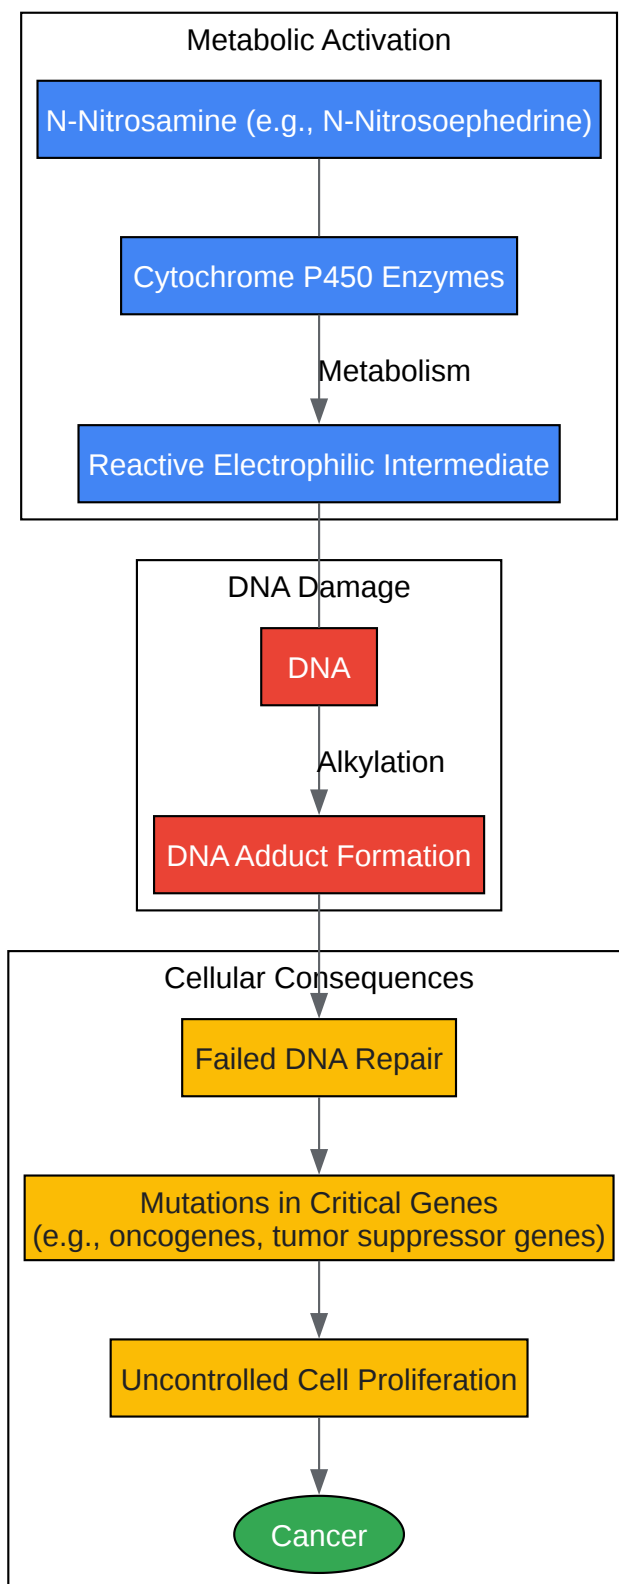 Metabolic Activation
N-Nitrosamine (e.g., N-Nitrosoephedrine)
Cytochrome P450 Enzymes
Metabolism
Reactive Electrophilic Intermediate
DNA Damage
DNA
Alkylation
DNA Adduct Formation
Cellular Consequences
Failed DNA Repair
Mutations in Critical Genes
(e.g., oncogenes, tumor suppressor genes)
Uncontrolled Cell Proliferation
Cancer